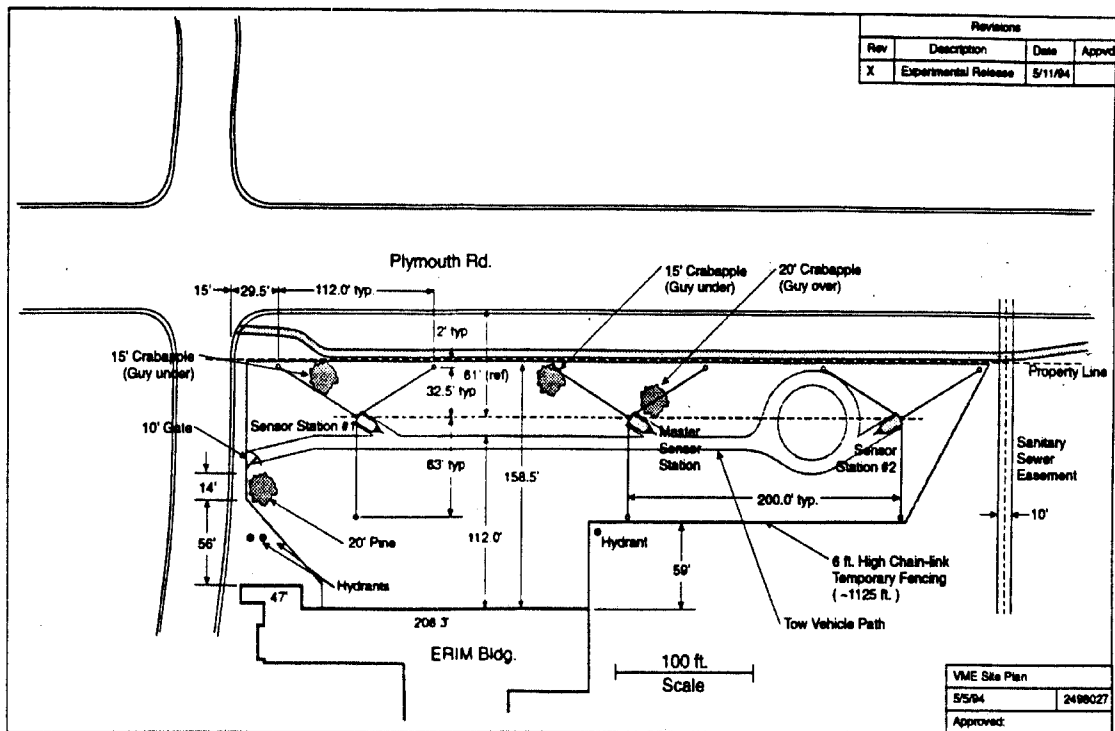 Revisions
Rev Description Date Appvd
X Experimental Release 5/11/94
Plymouth Rd.
15' Crabapple
(Guy under)
20' Crabapple
(Guy over)
15'
29.5'
112.0' typ.
2' typ
15' Crabapple
(Guy under)
61' (ref)
32.5' typ
Property Line
Sensor Station #1
10' Gate
Master
Sensor
Station
Sensor
Station #2
Sanitary
Sewer
Easement
63' typ
158.5'
14'
200.0' typ.
10'
20' Pine
112.0'
56'
Hydrant
59'
6 ft. High Chain-link
Temporary Fencing
( ~1125 ft. )
Hydrants
47'
208.3'
Tow Vehicle Path
ERIM Bldg.
100 ft.
Scale
VME Site Plan
5/5/94 2498027
Approved: